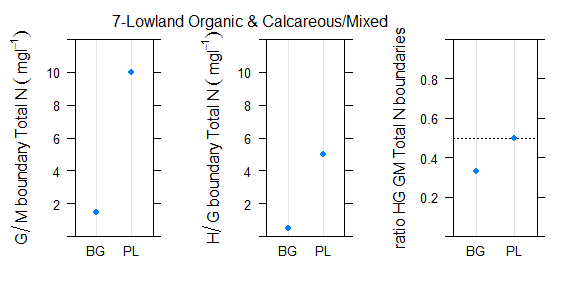 7-Lowland Organic & Calcareous/Mixed
G/M boundary Total N ( mgl⁻¹)
10
8
6
4
2
BG PL
H/G boundary Total N ( mgl⁻¹)
10
8
6
4
2
BG PL
ratio HG GM Total N boundaries
0.8
0.6
0.4
0.2
BG PL